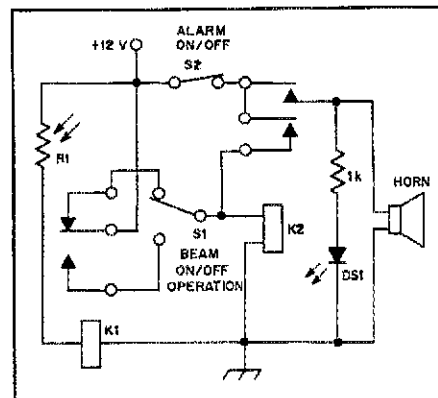 ALARM
ON/OFF
+12 V
S2
R1
1k
HORN
S1
K2
BEAM
ON/OFF
OPERATION
DS1
K1